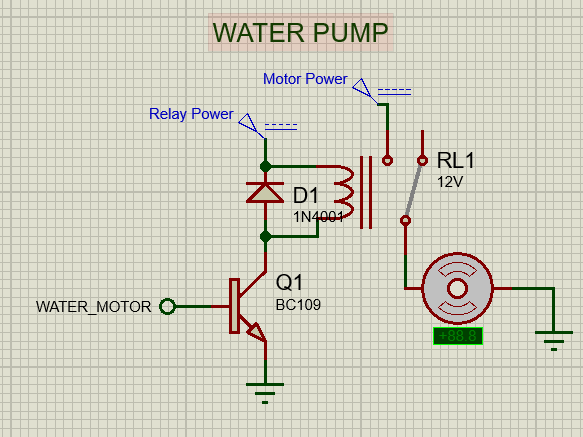 WATER PUMP
Motor Power
Relay Power
RL1
12V
D1
1N4001
Q1
BC109
WATER_MOTOR
+88.8